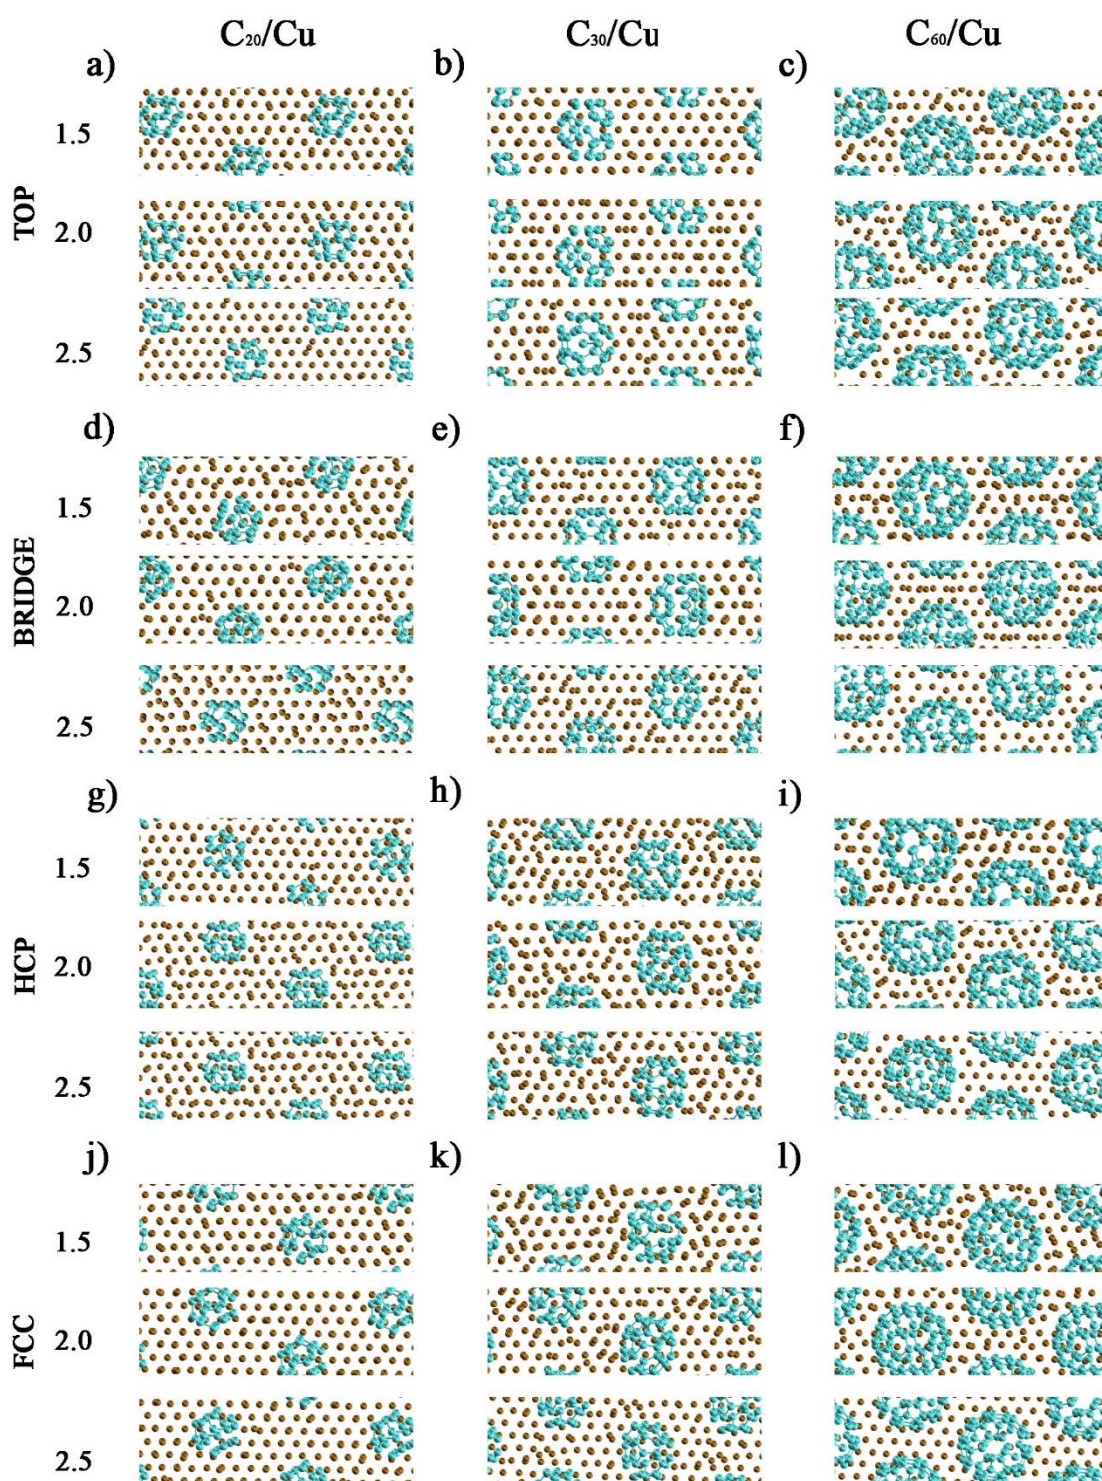 C₂₀/Cu C₃₀/Cu C₆₀/Cu
a) b) c)
TOP
1.5
2.0
2.5
d) e) f)
BRIDGE
1.5
2.0
2.5
g) h) i)
HCP
1.5
2.0
2.5
j) k) l)
FCC
1.5
2.0
2.5